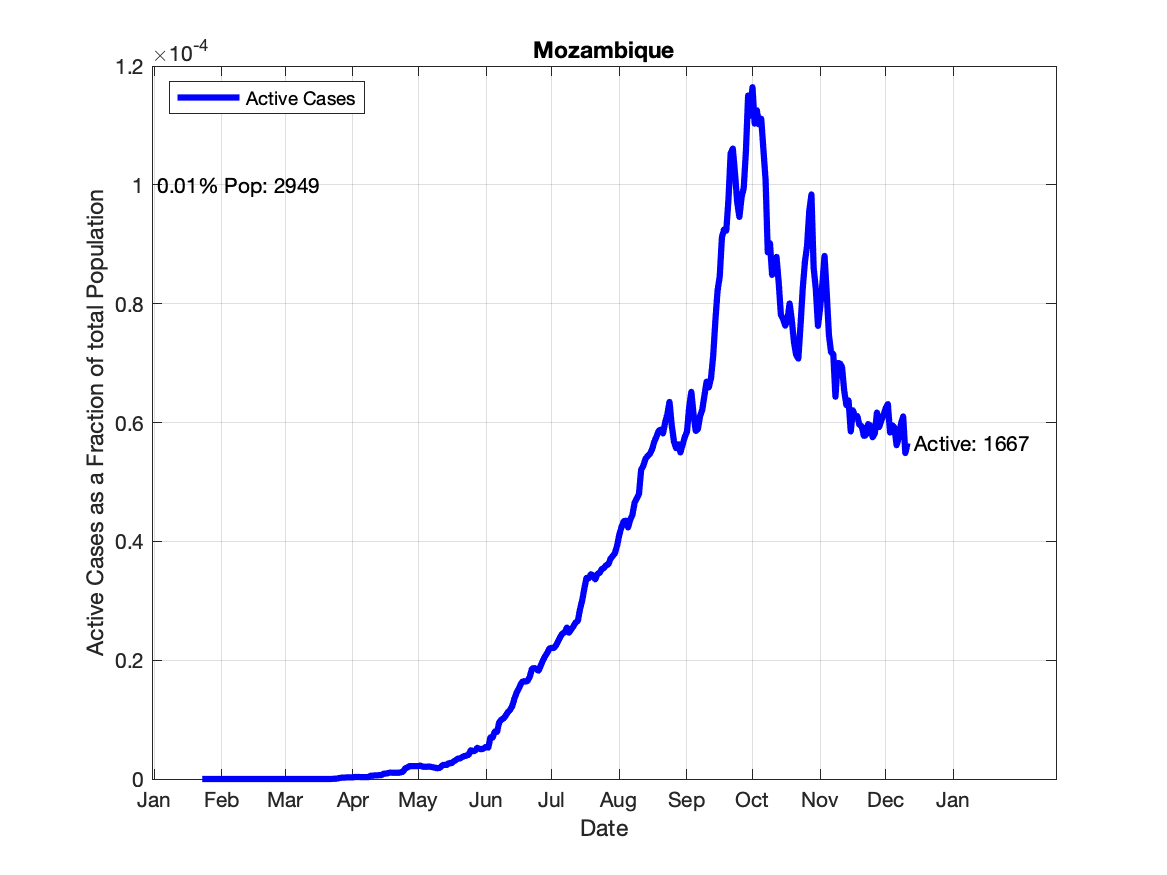 Mozambique
×10-4
Active Cases
1.2
1
0.8
0.6
0.4
0.2
0
0.01% Pop: 2949
Active: 1667
Active Cases as a Fraction of total Population
Jan Feb Mar Apr May Jun Jul Aug Sep Oct Nov Dec Jan
Date